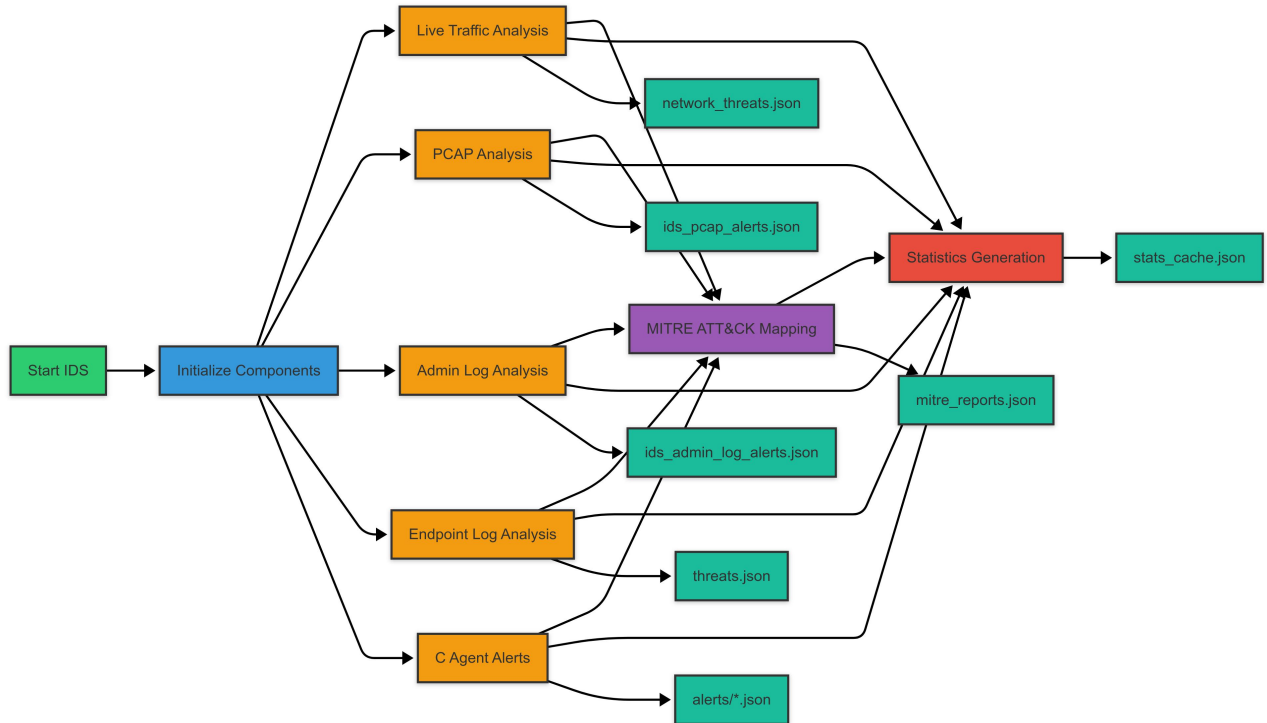 Live Traffic Analysis
network_threats.json
PCAP Analysis
ids_pcap_alerts.json
Statistics Generation
stats_cache.json
MITRE ATT&CK Mapping
Start IDS
Initialize Components
Admin Log Analysis
mitre_reports.json
ids_admin_log_alerts.json
Endpoint Log Analysis
threats.json
C Agent Alerts
alerts/*.json